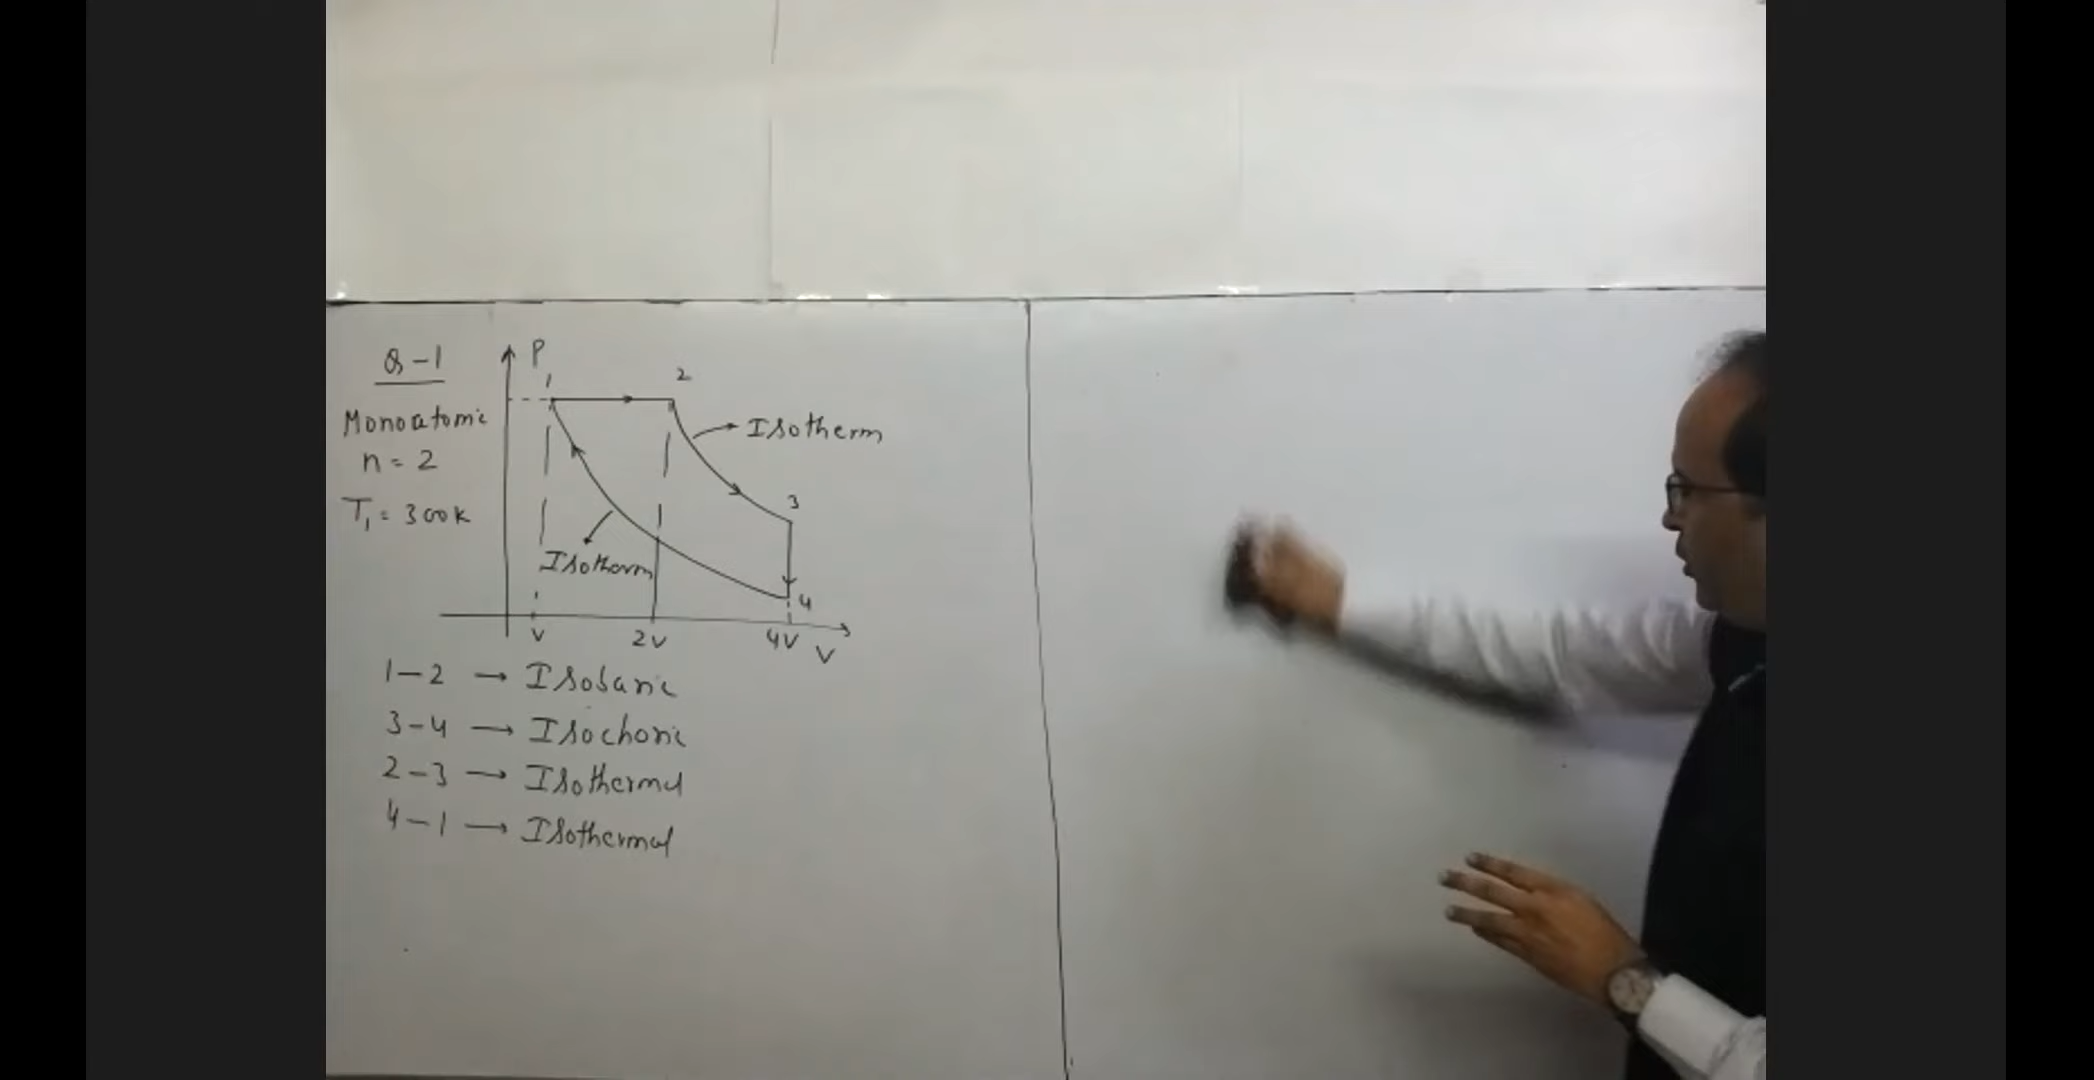 Q-1
Monoatomic
n = 2
T₁ = 300K
P
1
2
Isotherm
3
Isotherm
4
V
2V
4V
V
1-2 → Isobaric
3-4 → Isochoric
2-3 → Isothermal
4-1 → Isothermal